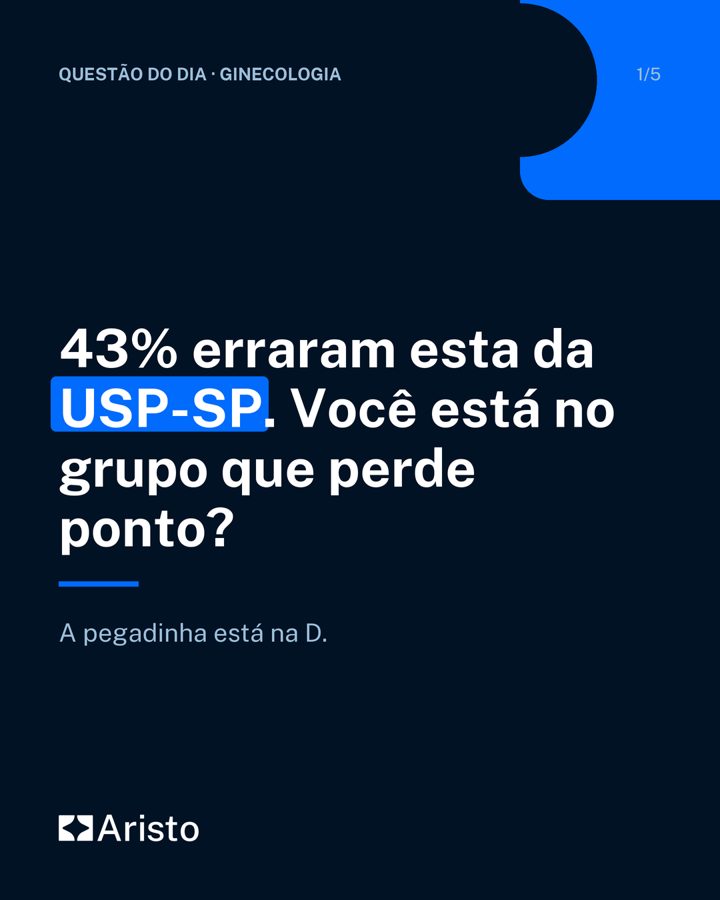 QUESTÃO DO DIA · GINECOLOGIA
1/5
43% erraram esta da
USP-SP. Você está no
grupo que perde
ponto?
A pegadinha está na D.
Aristo